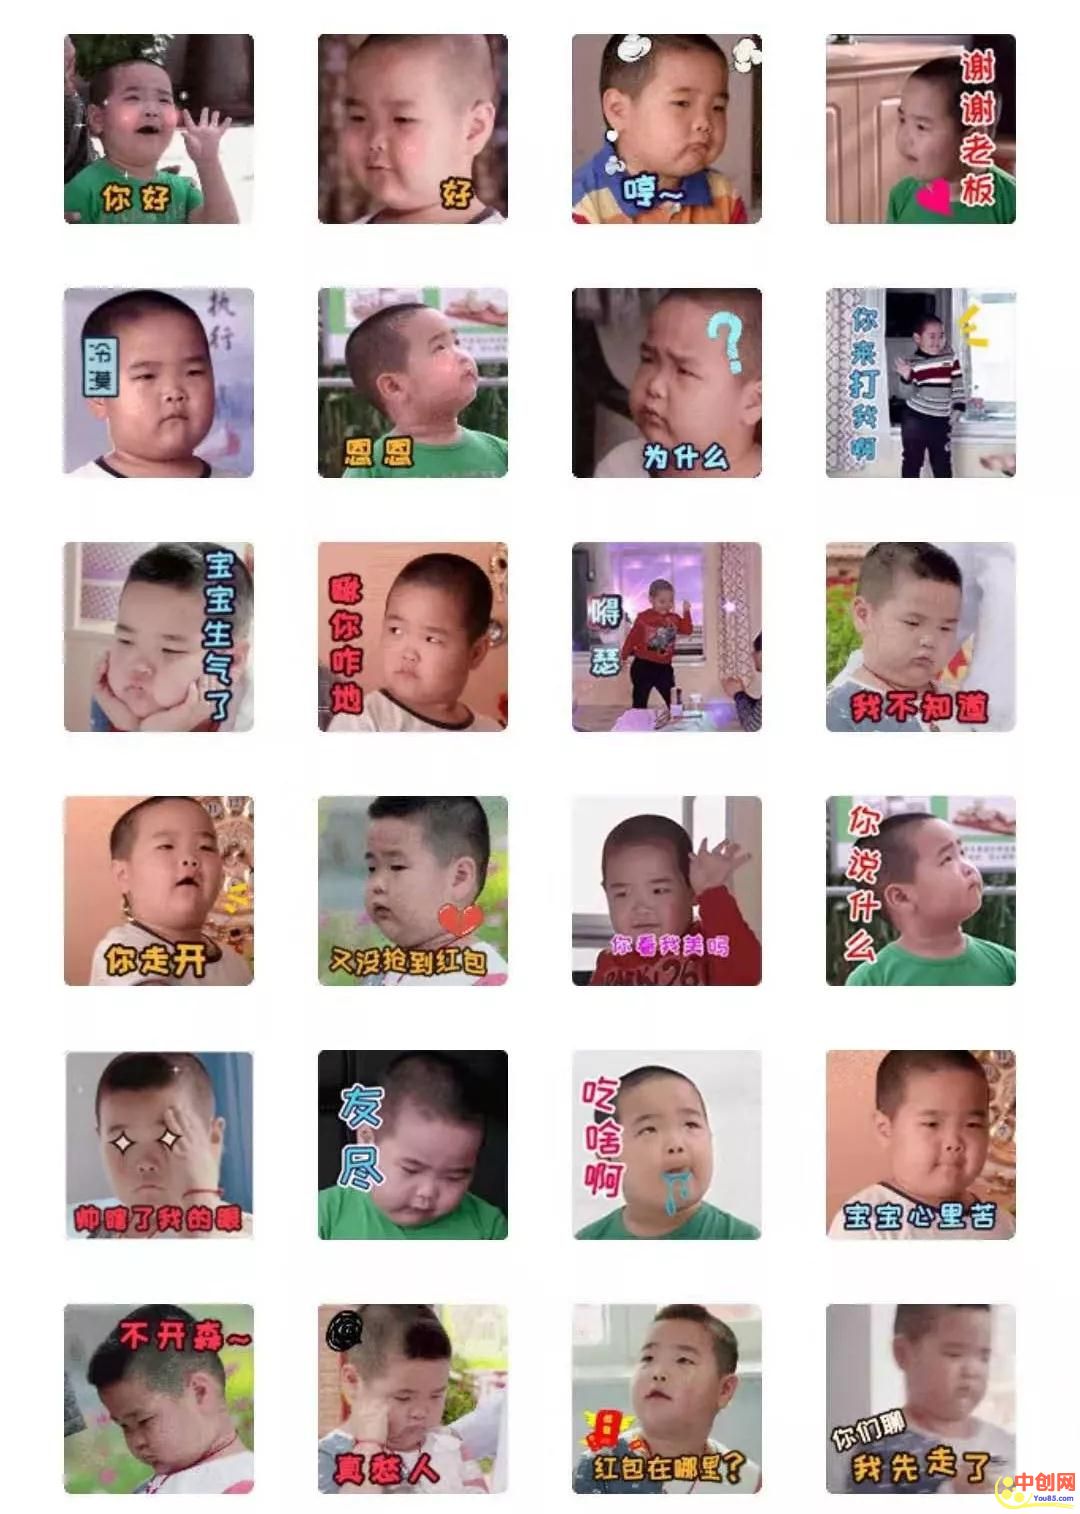 你好
好
哼~
谢谢老板
冷漠
执行
恩恩
?
为什么
你来打我啊
宝宝生气了
瞅你咋地
嘚瑟
我不知道
你走开
又没抢到红包
你看我美吗
你说什么
帅瞎了我的眼
友尽
吃啥啊
宝宝心里苦
不开森~
真愁人
红包在哪里?
你们聊
我先走了
中创网
You85.com